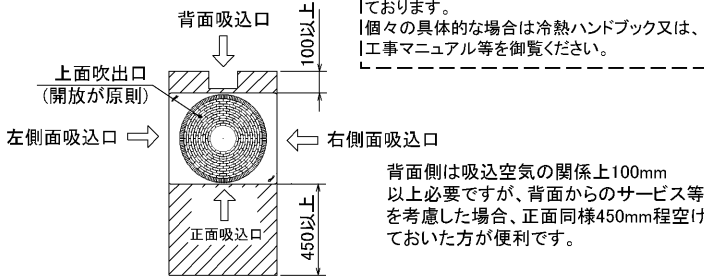 ております。
個々の具体的な場合は冷熱ハンドブック又は、
工事マニュアル等を御覧ください。
背面吸込口
100以上
上面吹出口
(開放が原則)
左側面吸込口
右側面吸込口
正面吸込口
450以上
背面側は吸込空気の関係上100mm
以上必要ですが、背面からのサービス等
を考慮した場合、正面同様450mm程空け
ておいた方が便利です。